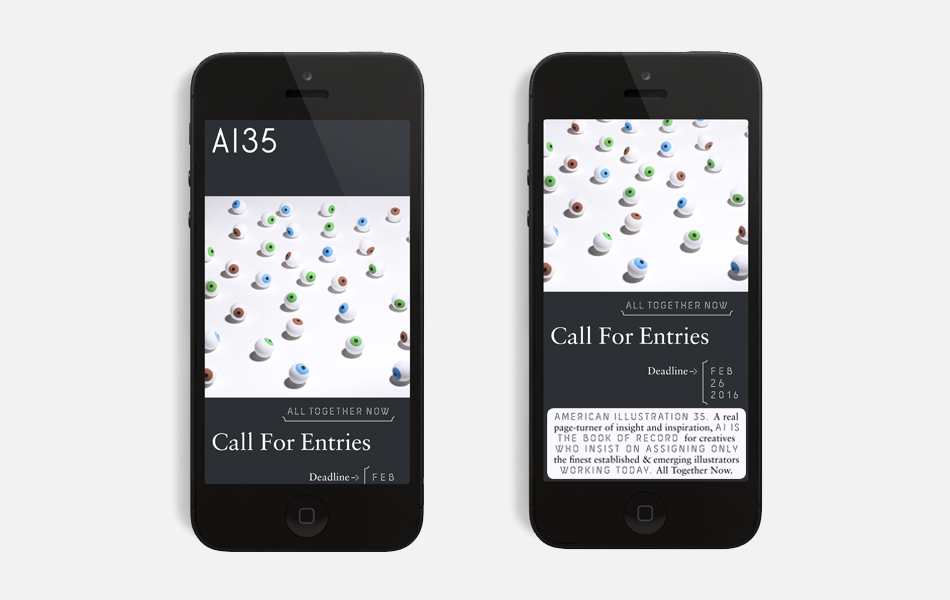 AI35
ALL TOGETHER NOW
Call For Entries
Deadline→ FEB
ALL TOGETHER NOW
Call For Entries
Deadline→ FEB
26
2016
AMERICAN ILLUSTRATION 35. A real
page-turner of insight and inspiration, AI IS
THE BOOK OF RECORD for creatives
WHO INSIST ON ASSIGNING ONLY
the finest established & emerging illustrators
WORKING TODAY. All Together Now.